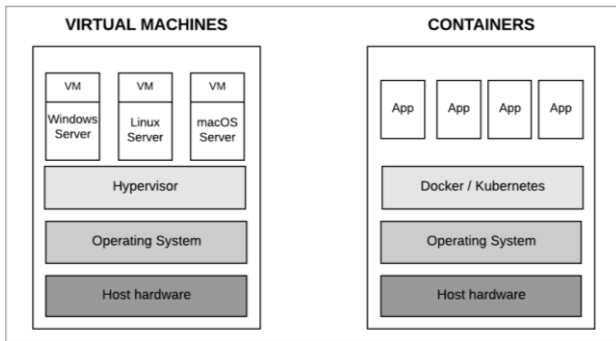 VIRTUAL MACHINES
VM
VM
VM
Windows
Server
Linux
Server
macOS
Server
Hypervisor
Operating System
Host hardware
CONTAINERS
App
App
App
App
Docker / Kubernetes
Operating System
Host hardware